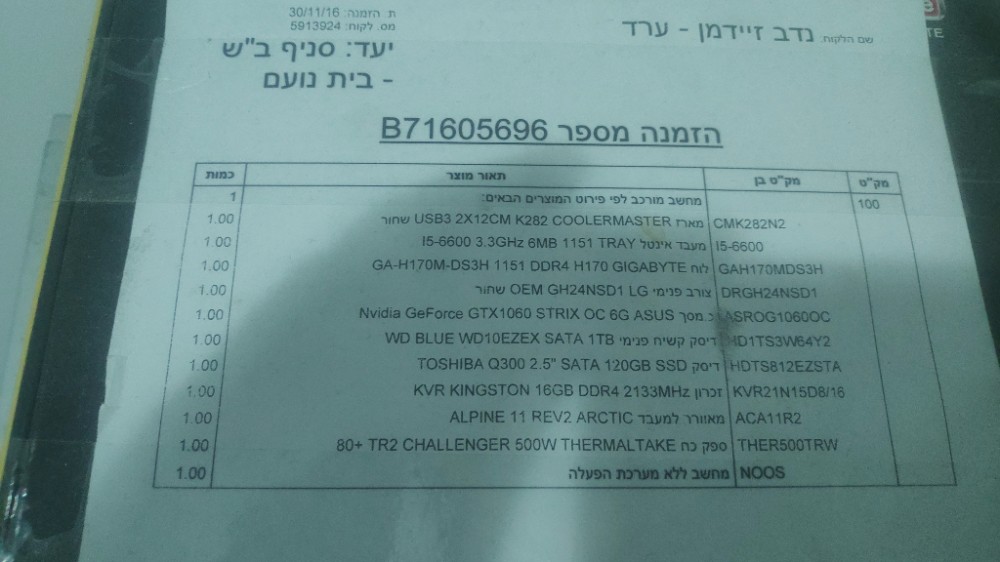 ת. הזמנה: 30/11/16
מס. לקוח: 5913924
שם הלקוח: נדב זיידמן - ערד
יעד: סניף ב"ש
- בית נועם
הזמנה מספר B71605696
מק"ט מק"ט בן תאור מוצר כמות
100 מחשב מורכב לפי פירוט המוצרים הבאים: 1
CMK282N2 מארז USB3 2X12CM K282 COOLERMASTER שחור 1.00
I5-6600 מעבד אינטל I5-6600 3.3GHz 6MB 1151 TRAY 1.00
GAH170MDS3H לוח GA-H170M-DS3H 1151 DDR4 H170 GIGABYTE 1.00
DRGH24NSD1 צורב פנימי OEM GH24NSD1 LG שחור 1.00
ASROG1060OC כ.מסך Nvidia GeForce GTX1060 STRIX OC 6G ASUS 1.00
HD1TS3W64Y2 דיסק קשיח פנימי WD BLUE WD10EZEX SATA 1TB 1.00
HDTS812EZSTA דיסק TOSHIBA Q300 2.5" SATA 120GB SSD 1.00
KVR21N15D8/16 זכרון KVR KINGSTON 16GB DDR4 2133MHz 1.00
ACA11R2 מאוורר למעבד ALPINE 11 REV2 ARCTIC 1.00
THER500TRW ספק כח 80+ TR2 CHALLENGER 500W THERMALTAKE 1.00
NOOS מחשב ללא מערכת הפעלה 1.00